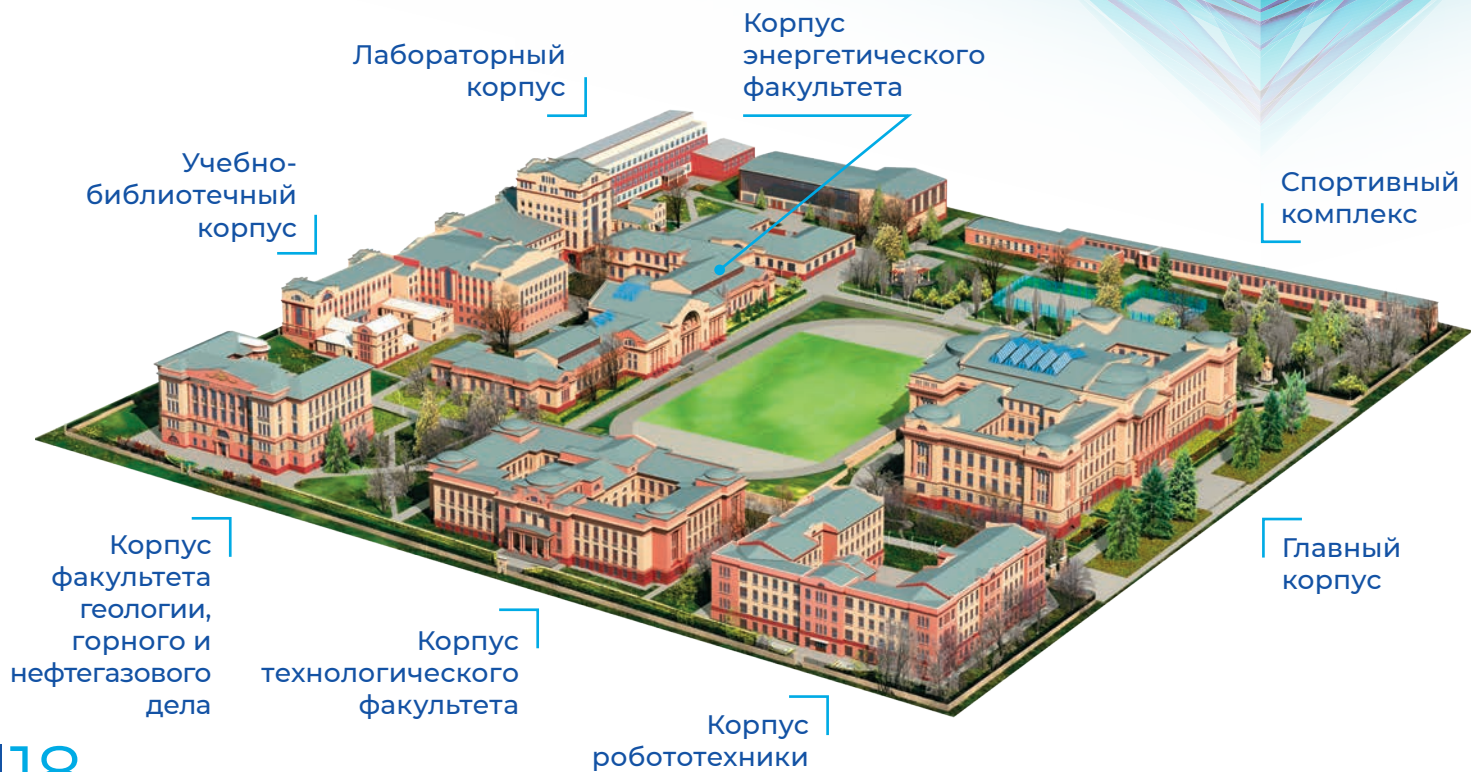 Лабораторный
корпус
Корпус
энергетического
факультета
Учебно-
библиотечный
корпус
Спортивный
комплекс
Корпус
факультета
геологии,
горного и
нефтегазового
дела
Корпус
технологического
факультета
Корпус
робототехники
Главный
корпус
18